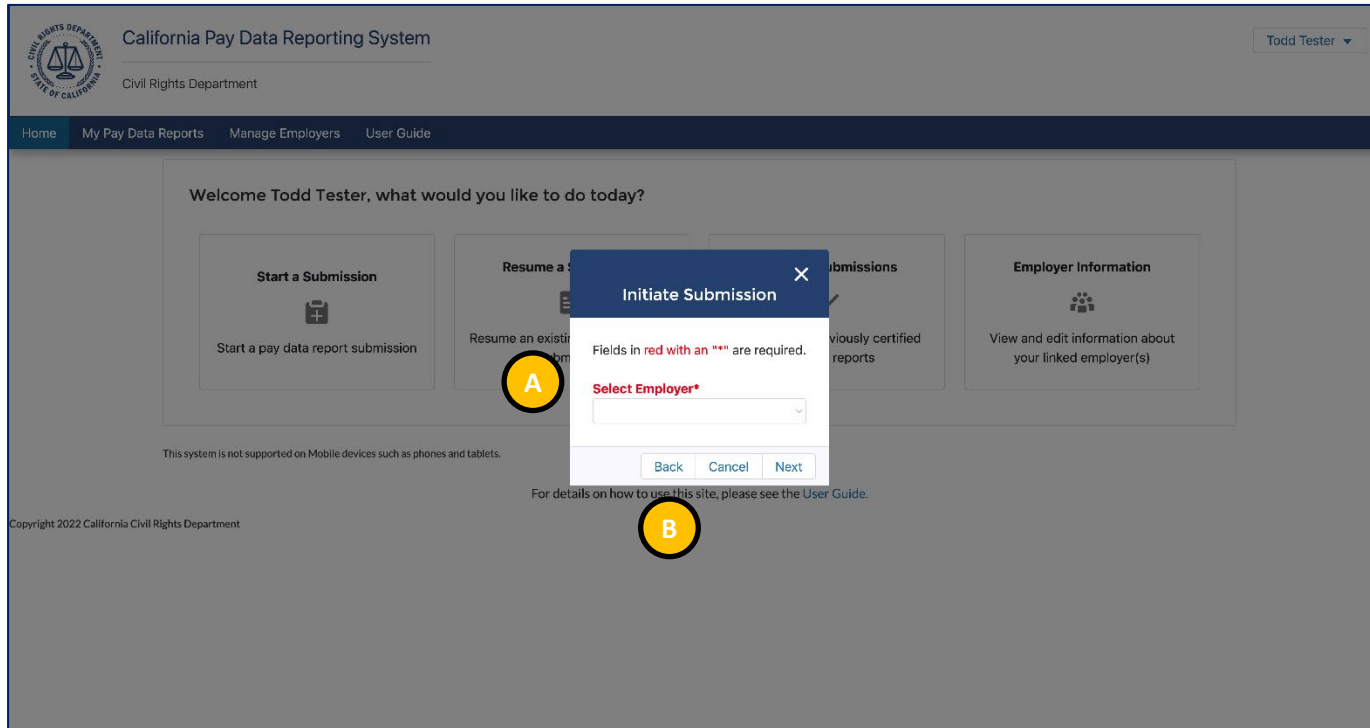 CIVIL RIGHTS DEPARTMENT
STATE OF CALIFORNIA
California Pay Data Reporting System
Civil Rights Department
Todd Tester
Home My Pay Data Reports Manage Employers User Guide
Welcome Todd Tester, what would you like to do today?
Start a Submission
Start a pay data report submission
Resume a S
Resume an existin
bm
ubmissions
viously certified
reports
Employer Information
View and edit information about
your linked employer(s)
Initiate Submission
Fields in red with an "*" are required.
A
Select Employer*
Back Cancel Next
This system is not supported on Mobile devices such as phones and tablets.
For details on how to use this site, please see the User Guide.
B
Copyright 2022 California Civil Rights Department